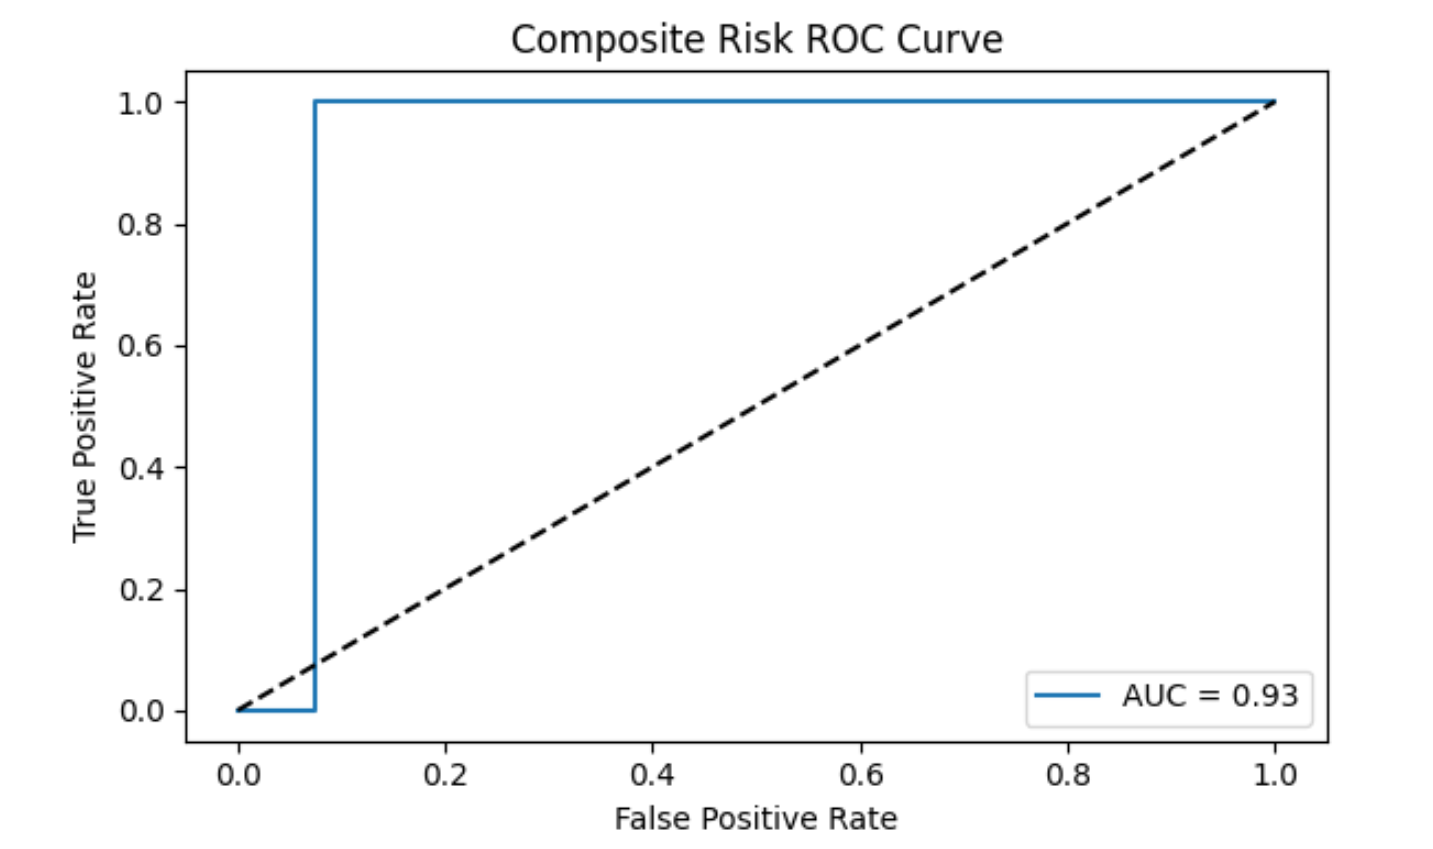 Composite Risk ROC Curve
1.0
0.8
0.6
0.4
0.2
0.0
True Positive Rate
AUC = 0.93
0.0 0.2 0.4 0.6 0.8 1.0
False Positive Rate